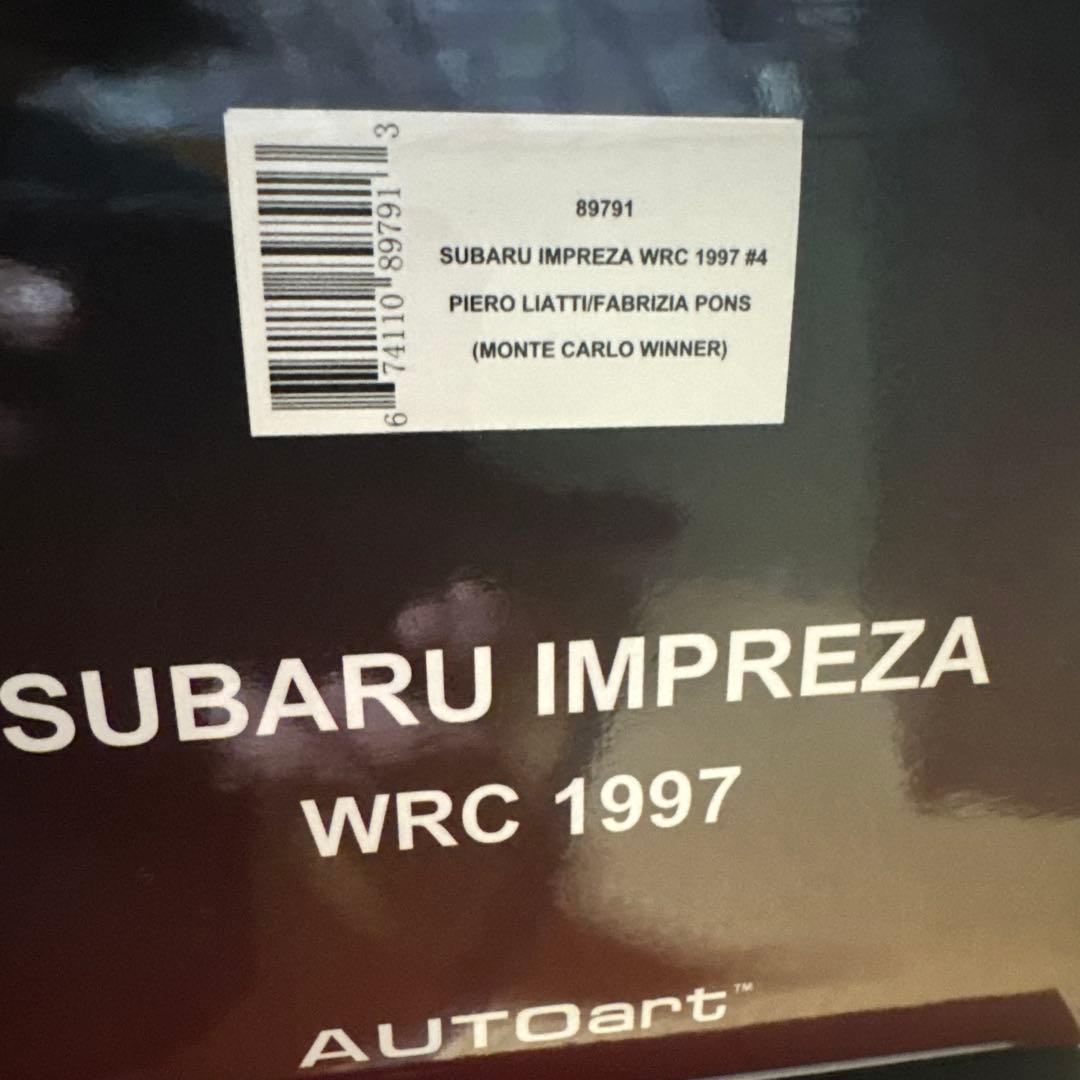 6 74110 89791 3
89791
SUBARU IMPREZA WRC 1997 #4
PIERO LIATTI/FABRIZIA PONS
(MONTE CARLO WINNER)
SUBARU IMPREZA
WRC 1997
AUTOart™